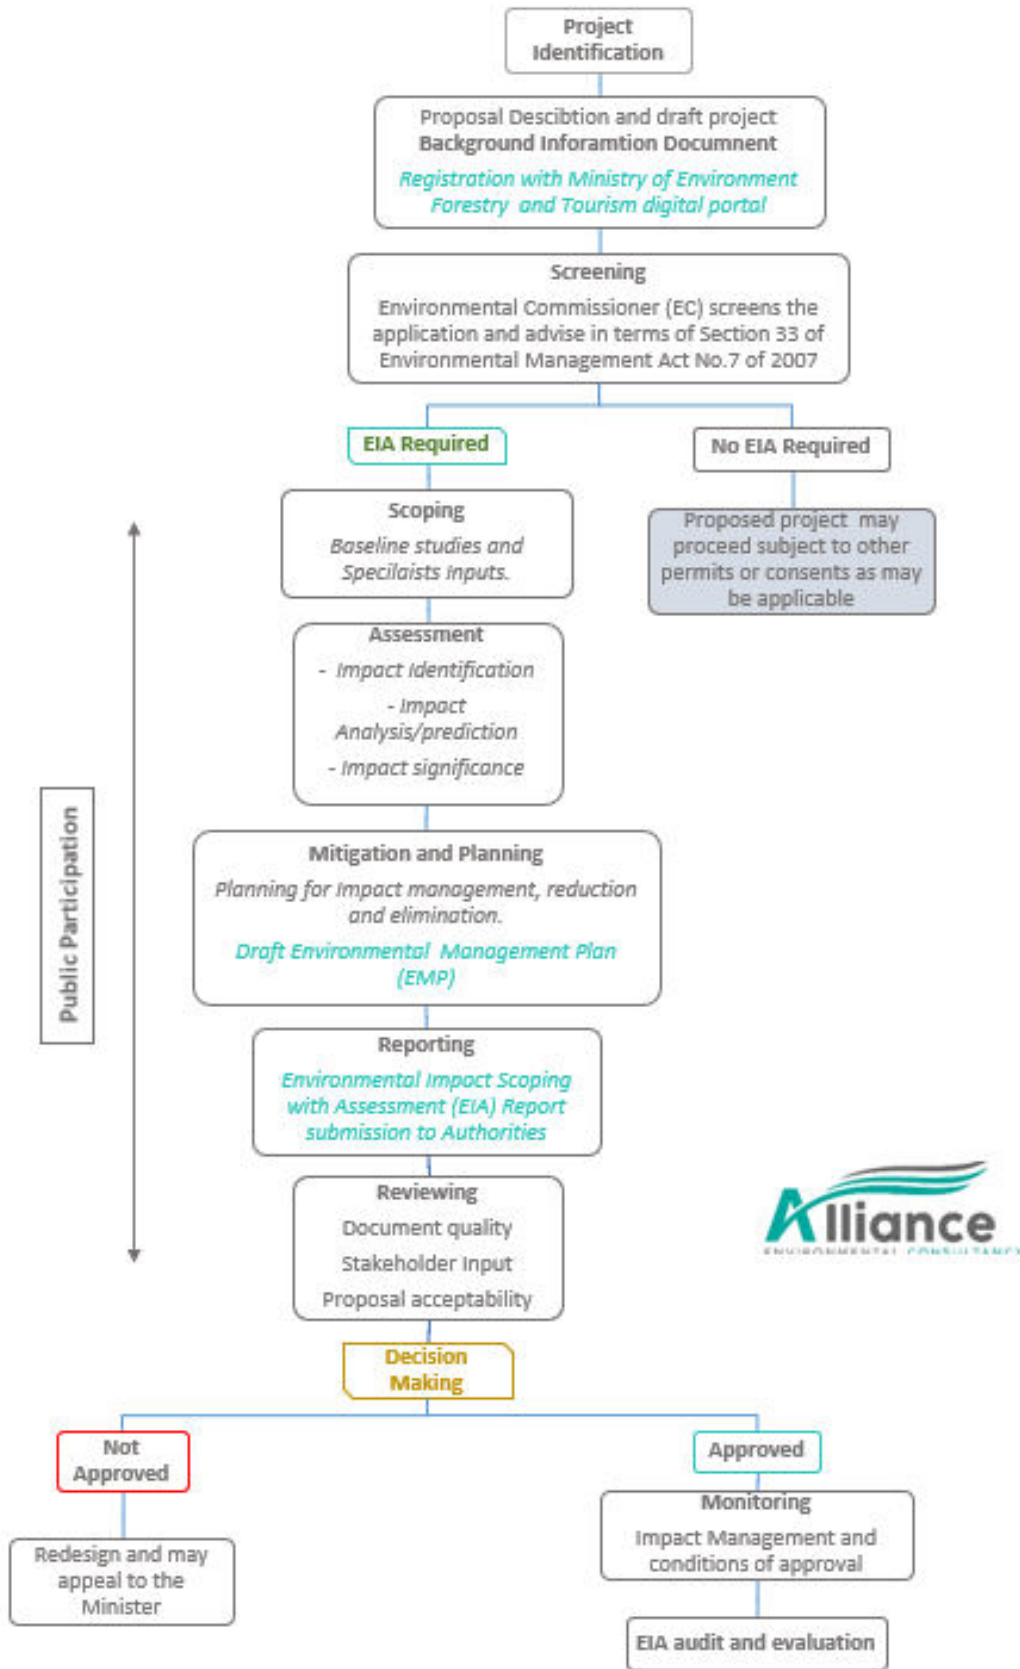 Project
Identification
Proposal Descibtion and draft project
Background Inforamtion Documnent
Registration with Ministry of Environment
Forestry and Tourism digital portal
Screening
Environmental Commissioner (EC) screens the
application and advise in terms of Section 33 of
Environmental Management Act No.7 of 2007
EIA Required
No EIA Required
Scoping
Baseline studies and
Specilaists Inputs.
Proposed project may
proceed subject to other
permits or consents as may
be applicable
Assessment
- Impact Identification
- Impact
Analysis/prediction
- Impact significance
Public Participation
Mitigation and Planning
Planning for Impact management, reduction
and elimination.
Draft Environmental Management Plan
(EMP)
Reporting
Environmental Impact Scoping
with Assessment (EIA) Report
submission to Authorities
Reviewing
Document quality
Stakeholder Input
Proposal acceptability
Alliance
ENVIRONMENTAL CONSULTANCY
Decision
Making
Not
Approved
Approved
Redesign and may
appeal to the
Minister
Monitoring
Impact Management and
conditions of approval
EIA audit and evaluation